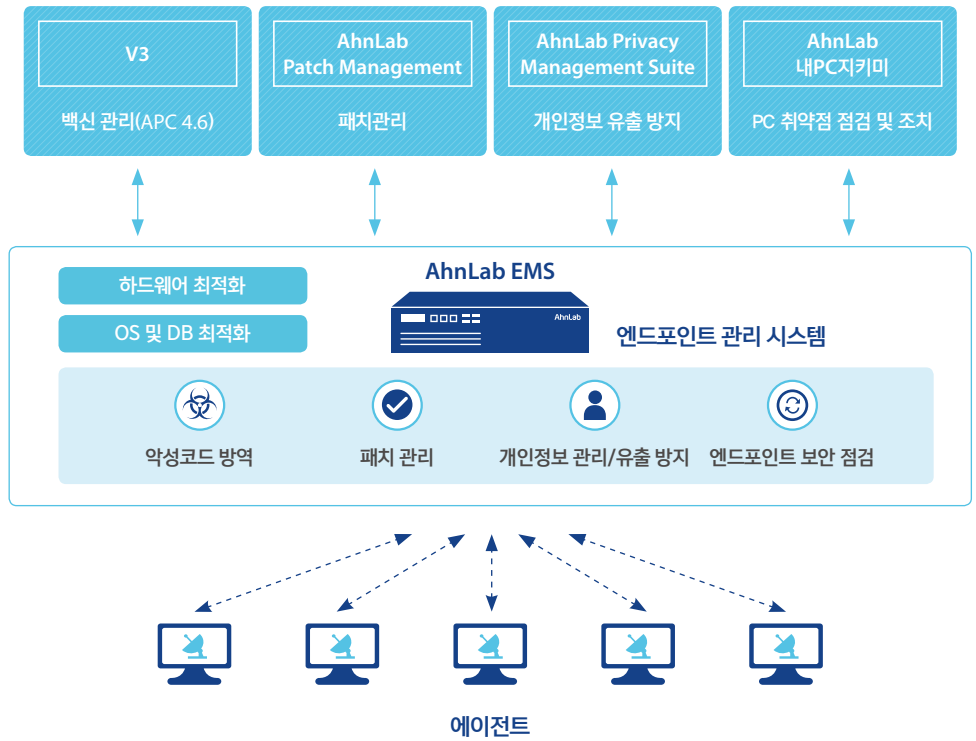 V3
백신 관리(APC 4.6)
AhnLab
Patch Management
패치관리
AhnLab Privacy
Management Suite
개인정보 유출 방지
AhnLab
내PC지키미
PC 취약점 점검 및 조치
AhnLab EMS
하드웨어 최적화
OS 및 DB 최적화
AhnLab
엔드포인트 관리 시스템
악성코드 방역
패치 관리
개인정보 관리/유출 방지
엔드포인트 보안 점검
에이전트